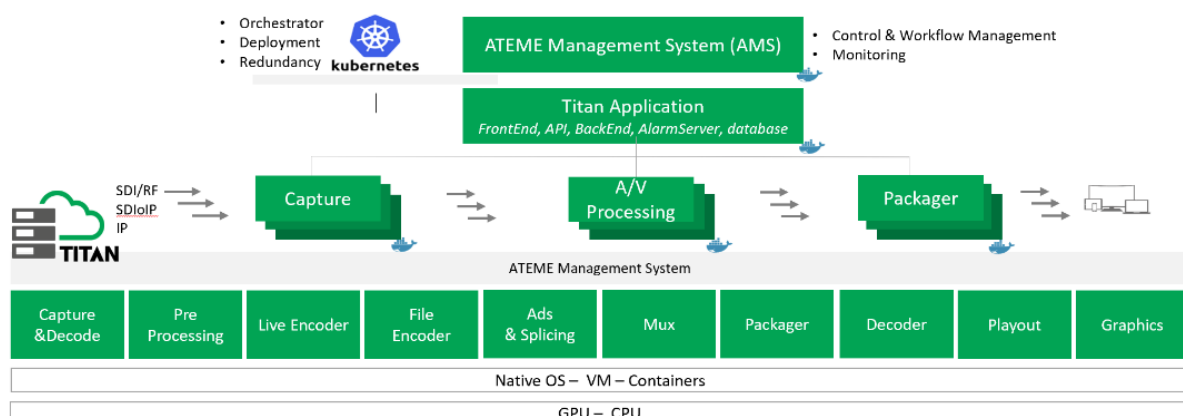 • Orchestrator
• Deployment
• Redundancy
kubernetes
ATEME Management System (AMS)
• Control & Workflow Management
• Monitoring
Titan Application
FrontEnd, API, BackEnd, AlarmServer, database
SDI/RF
SDIoIP
IP
TITAN
Capture
A/V
Processing
Packager
ATEME Management System
Capture
&Decode
Pre
Processing
Live Encoder
File
Encoder
Ads
& Splicing
Mux
Packager
Decoder
Playout
Graphics
Native OS – VM – Containers
GPU – CPU